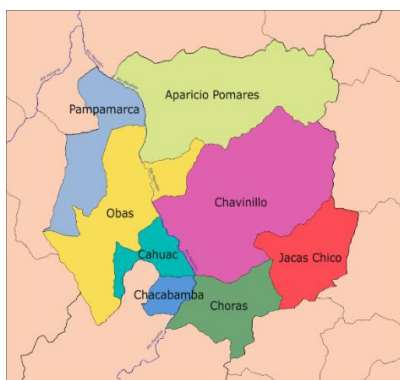 Pampamarca
Aparicio Pomares
Obas
Chavinillo
Cahuac
Jacas Chico
Chacabamba
Choras